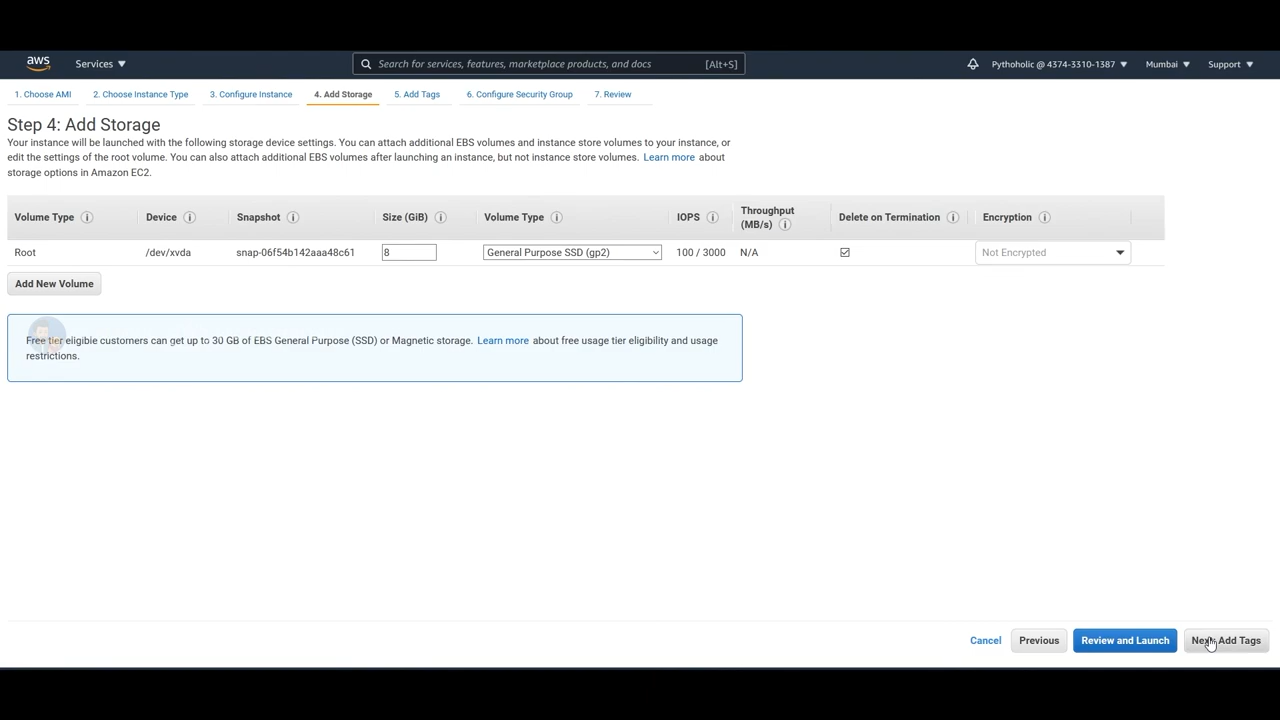 aws
Services
Search for services, features, marketplace products, and docs
[Alt+S]
Pythoholic @ 4374-3310-1387
Mumbai
Support
1. Choose AMI
2. Choose Instance Type
3. Configure Instance
4. Add Storage
5. Add Tags
6. Configure Security Group
7. Review
Step 4: Add Storage
Your instance will be launched with the following storage device settings. You can attach additional EBS volumes and instance store volumes to your instance, or
edit the settings of the root volume. You can also attach additional EBS volumes after launching an instance, but not instance store volumes. Learn more about
storage options in Amazon EC2.
Volume Type
Device
Snapshot
Size (GiB)
Volume Type
IOPS
Throughput
(MB/s)
Delete on Termination
Encryption
Root
/dev/xvda
snap-06f54b142aaa48c61
8
General Purpose SSD (gp2)
100 / 3000
N/A
Not Encrypted
Add New Volume
Free tier eligible customers can get up to 30 GB of EBS General Purpose (SSD) or Magnetic storage. Learn more about free usage tier eligibility and usage
restrictions.
Cancel
Previous
Review and Launch
Next: Add Tags